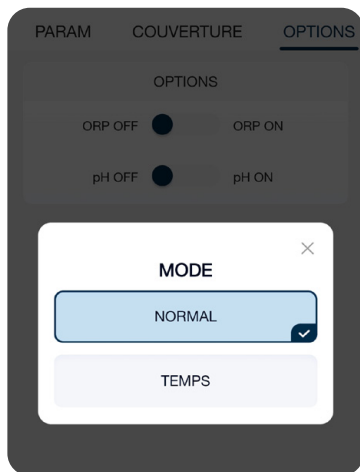 PARAM COUVERTURE OPTIONS
OPTIONS
ORP OFF ORP ON
pH OFF pH ON
MODE
NORMAL
TEMPS